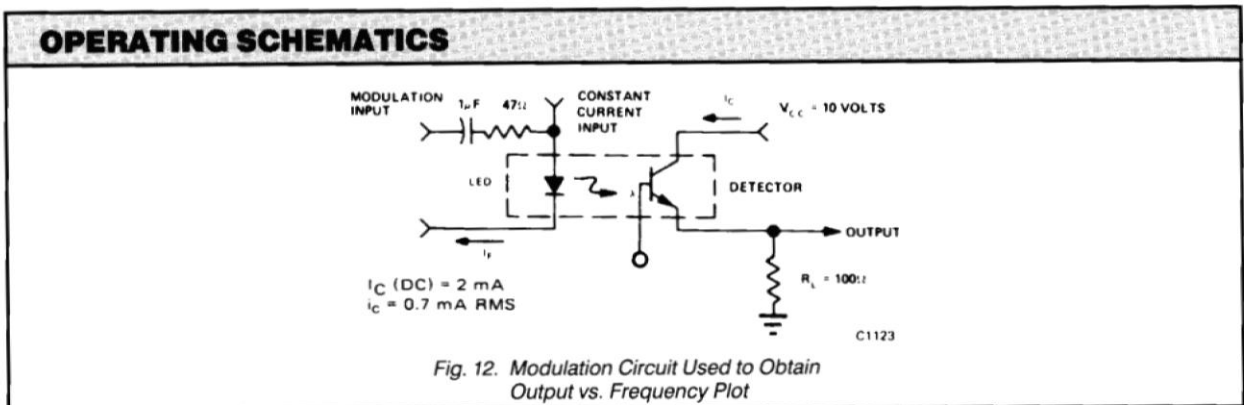 OPERATING SCHEMATICS
MODULATION
INPUT
1µF
47Ω
CONSTANT
CURRENT
INPUT
IC
VCC = 10 VOLTS
LED
λ
DETECTOR
IF
OUTPUT
IC (DC) = 2 mA
ic = 0.7 mA RMS
RL = 100Ω
C1123
Fig. 12. Modulation Circuit Used to Obtain
Output vs. Frequency Plot